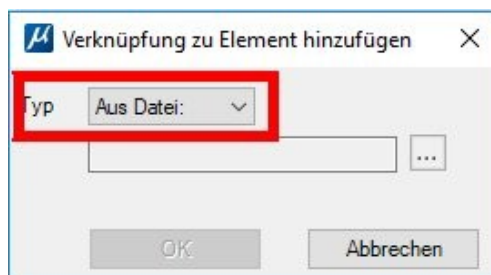 µ Verknüpfung zu Element hinzufügen
Typ Aus Datei:
...
OK Abbrechen